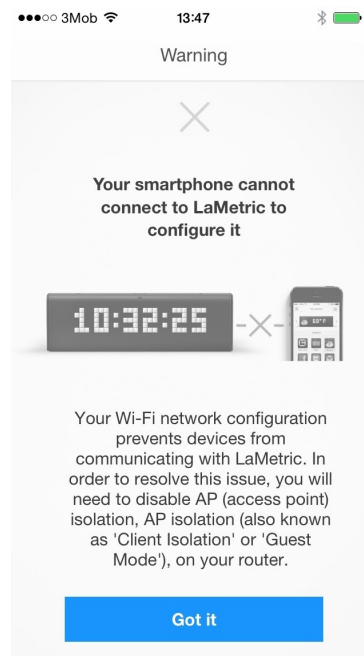 3Mob 13:47
Warning
Your smartphone cannot
connect to LaMetric to
configure it
10:32:25
Your Wi-Fi network configuration
prevents devices from
communicating with LaMetric. In
order to resolve this issue, you will
need to disable AP (access point)
isolation, AP isolation (also known
as 'Client Isolation' or 'Guest
Mode'), on your router.
Got it